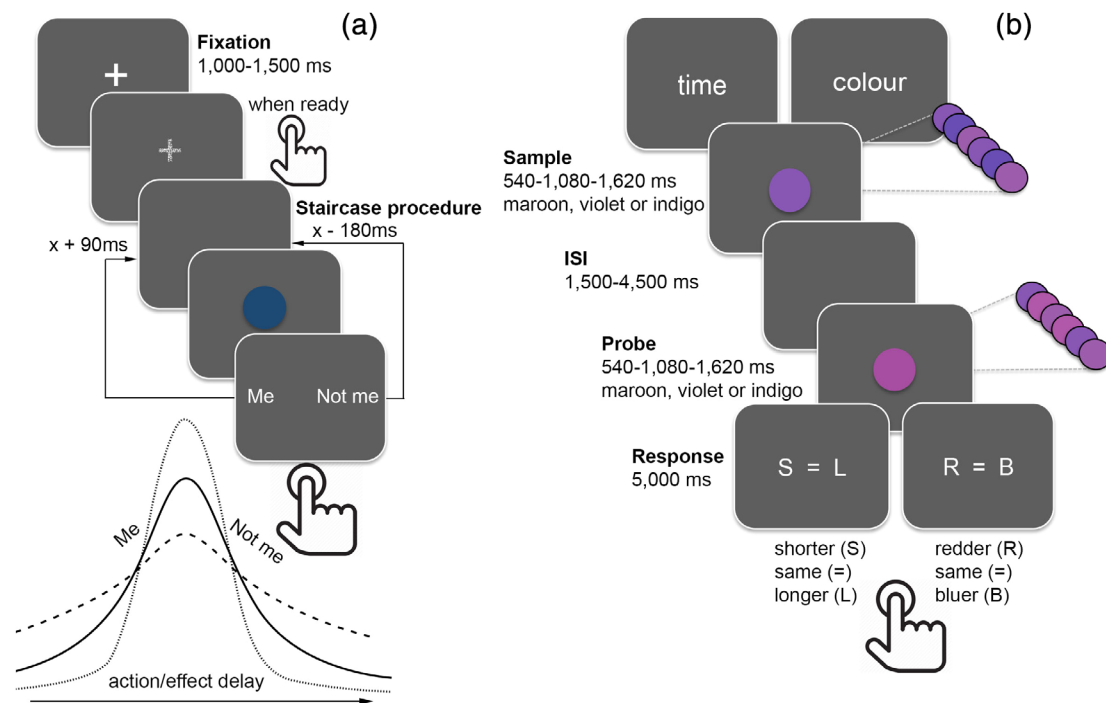 (a)
Fixation
1,000-1,500 ms
+
when ready
Staircase procedure
x + 90ms
x - 180ms
Me
Not me
Me
Not me
action/effect delay
(b)
time
colour
Sample
540-1,080-1,620 ms
maroon, violet or indigo
ISI
1,500-4,500 ms
Probe
540-1,080-1,620 ms
maroon, violet or indigo
Response
5,000 ms
S = L
R = B
shorter (S)
same (=)
longer (L)
redder (R)
same (=)
bluer (B)